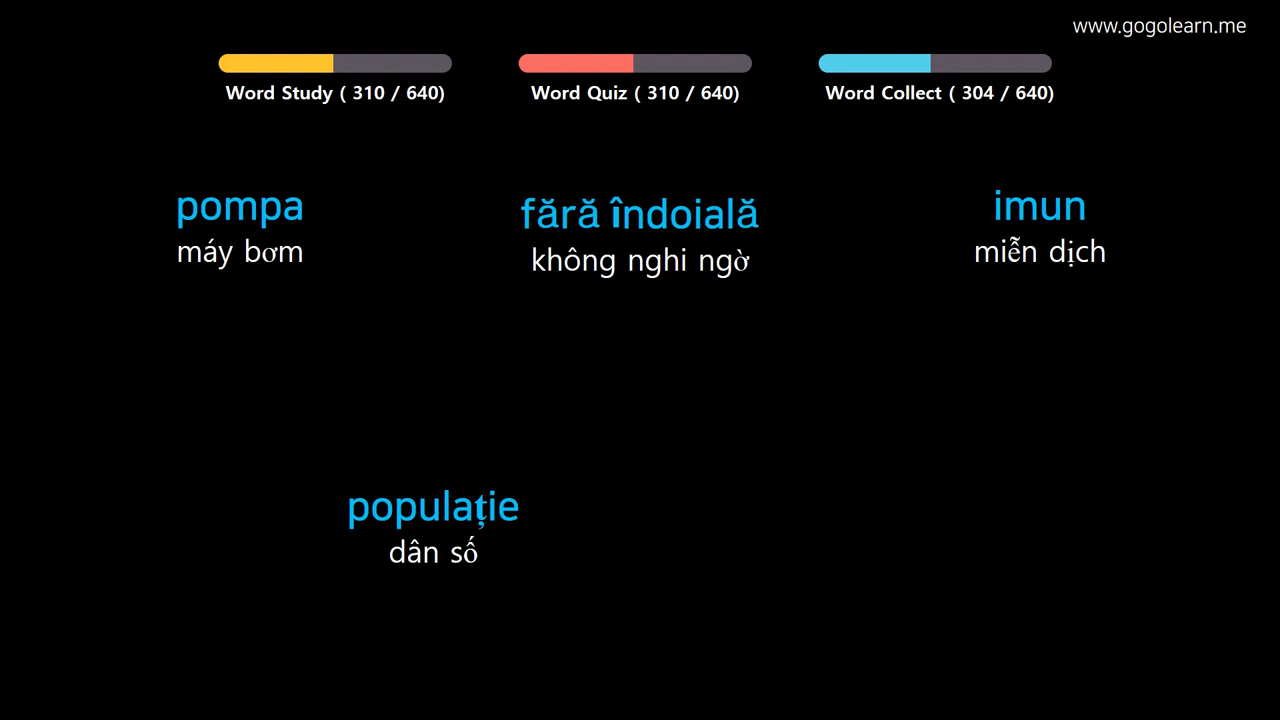 www.gogolearn.me
Word Study ( 310 / 640)
Word Quiz ( 310 / 640)
Word Collect ( 304 / 640)
pompa
máy bơm
fără îndoială
không nghi ngờ
imun
miễn dịch
populație
dân số